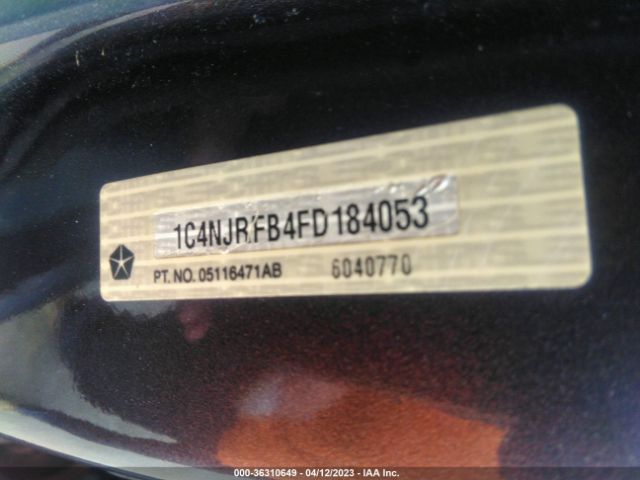 1C4NJRFB4FD184053
PT. NO. 05116471AB 6040770
000-36310649 - 04/12/2023 - IAA Inc.